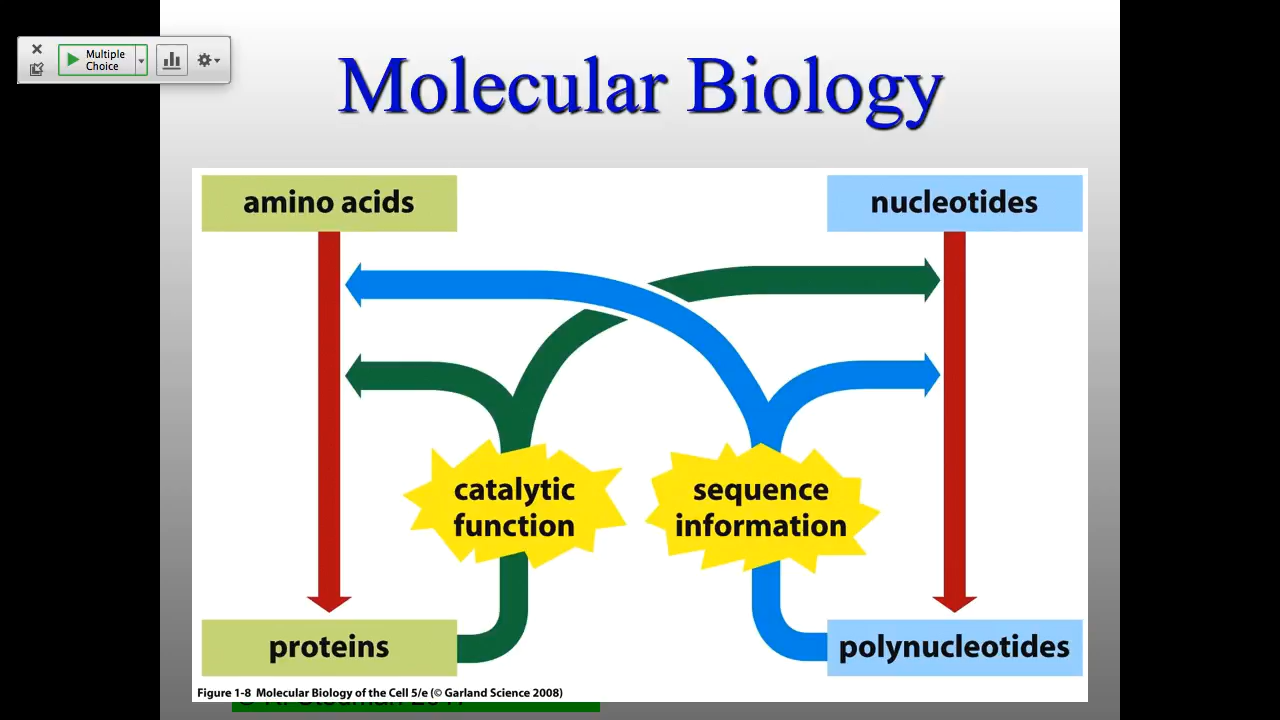 Multiple
Choice
Molecular Biology
amino acids
nucleotides
catalytic
function
sequence
information
proteins
polynucleotides
Figure 1-8 Molecular Biology of the Cell 5/e (© Garland Science 2008)